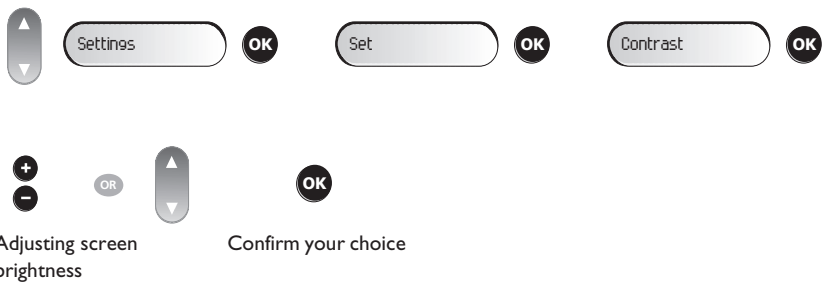 Settings OK Set OK Contrast OK
+
OR OK
−
Adjusting screen Confirm your choice
brightness